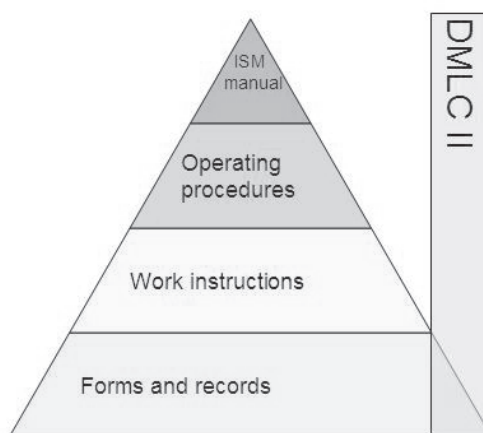 ISM
manual
Operating
procedures
Work instructions
Forms and records
DMLC II